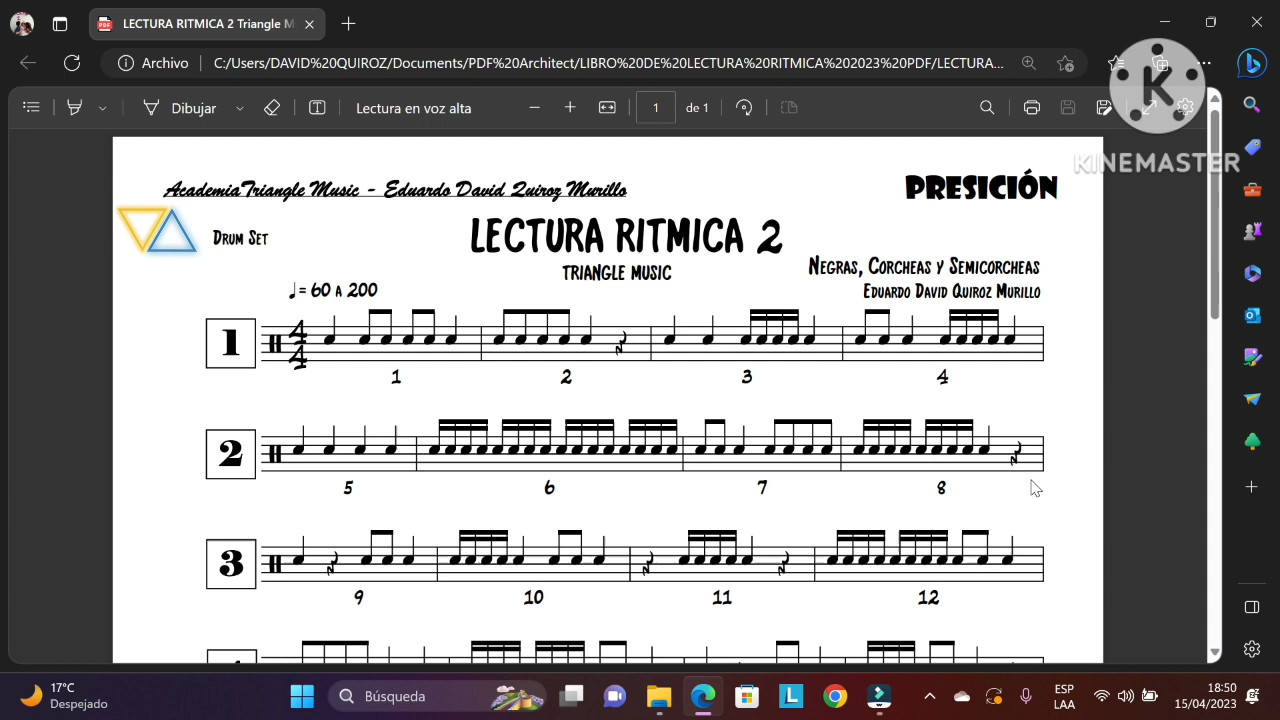 LECTURA RITMICA 2 Triangle M
Archivo
C:/Users/DAVID%20QUIROZ/Documents/PDF%20Architect/LIBRO%20DE%20LECTURA%20RITMICA%202023%20PDF/LECTURA...
KINEMASTER
Dibujar
Lectura en voz alta
1
de 1
Academia Triangle Music - Eduardo David Quiroz Murillo
PRESICIÓN
Drum Set
LECTURA RITMICA 2
TRIANGLE MUSIC
Negras, Corcheas y Semicorcheas
Eduardo David Quiroz Murillo
♩= 60 A 200
1
4
4
1 2 3 4
2
5 6 7 8
3
9 10 11 12
17°C
Despejado
Búsqueda
ESP
LAA
18:50
15/04/2023